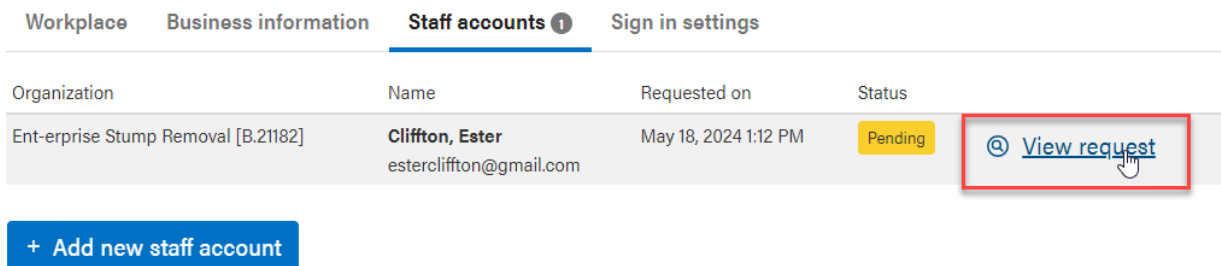 Workplace Business information Staff accounts 1 Sign in settings
Organization Name Requested on Status
Ent-erprise Stump Removal [B.21182] Cliffton, Ester May 18, 2024 1:12 PM Pending View request
estercliffton@gmail.com
+ Add new staff account